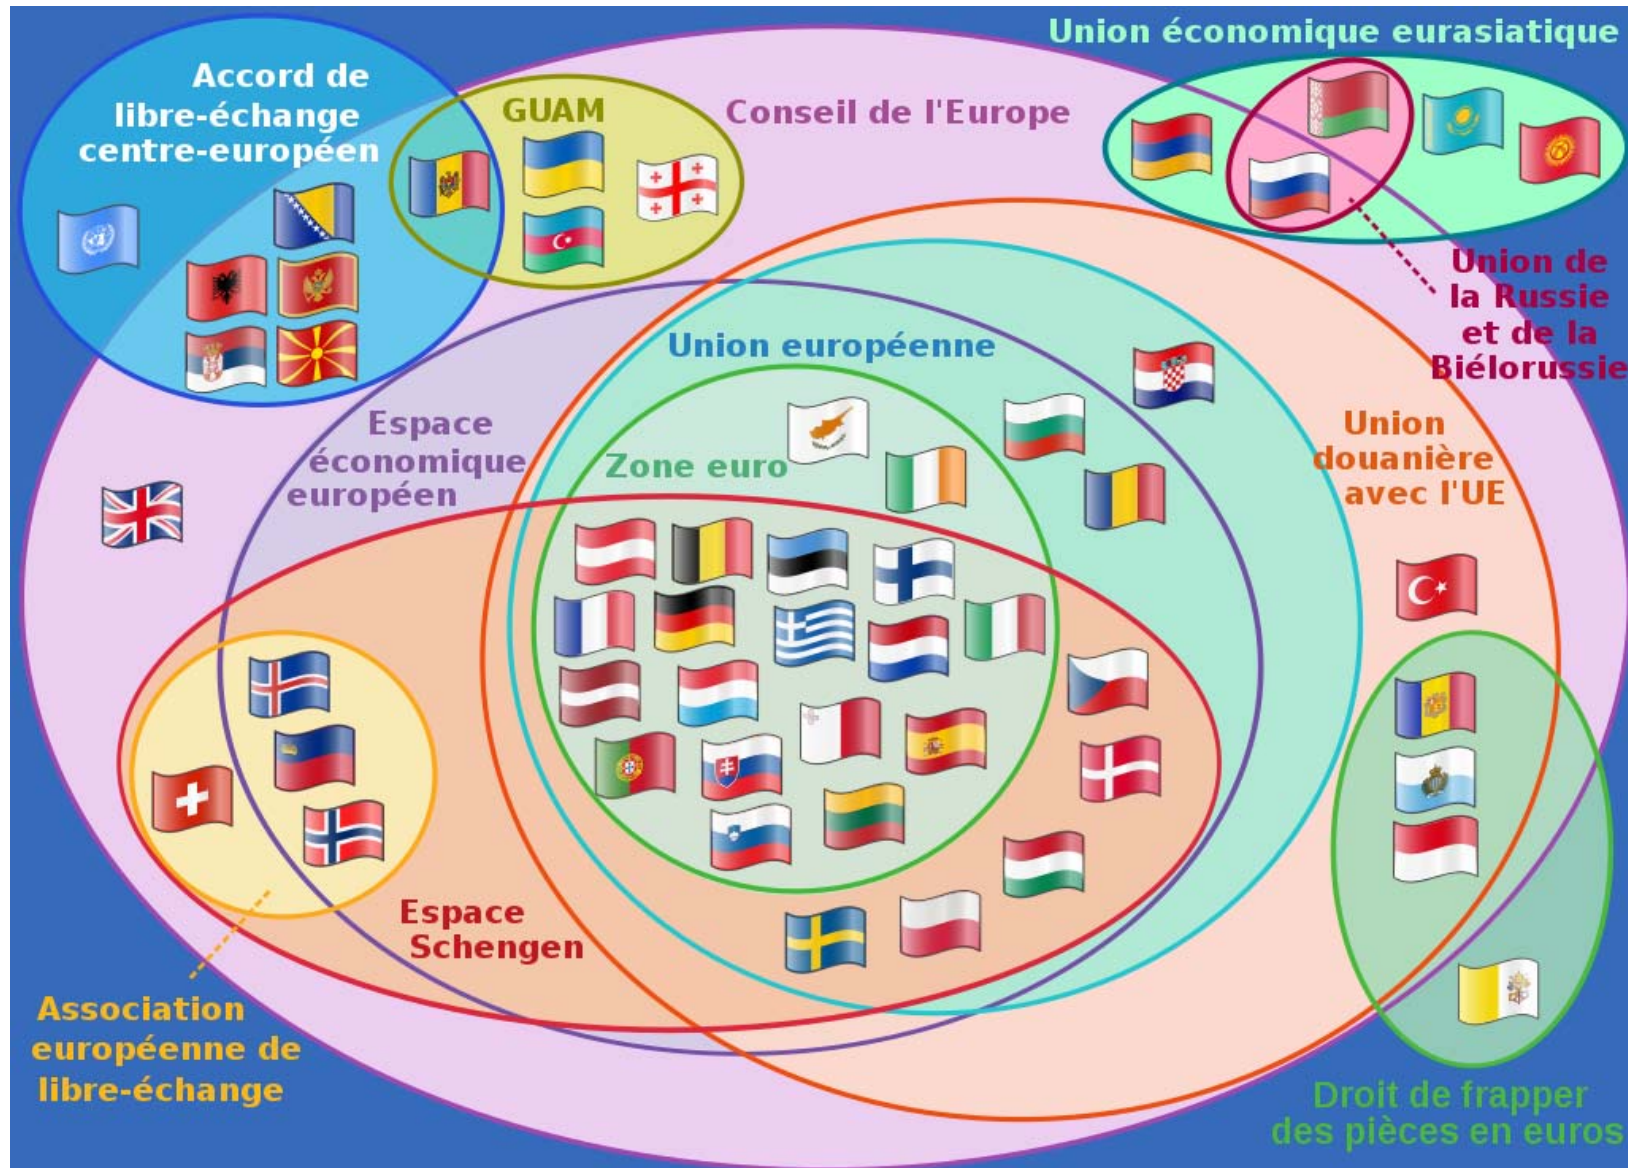 Union économique eurasiatique
Accord de
libre-échange
centre-européen
GUAM
Conseil de l'Europe
Union de
la Russie
et de la
Biélorussie
Union européenne
Espace
économique
européen
Zone euro
Union
douanière
avec l'UE
Espace
Schengen
Association
européenne de
libre-échange
Droit de frapper
des pièces en euros